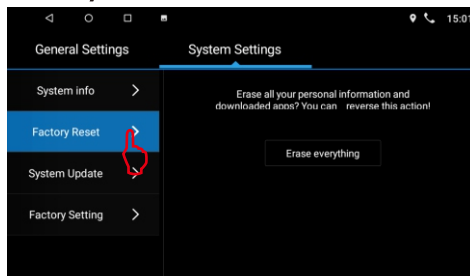 15:01
General Settings
System Settings
System info
Factory Reset
System Update
Factory Setting
Erase all your personal information and
downloaded apps? You can reverse this action!
Erase everything